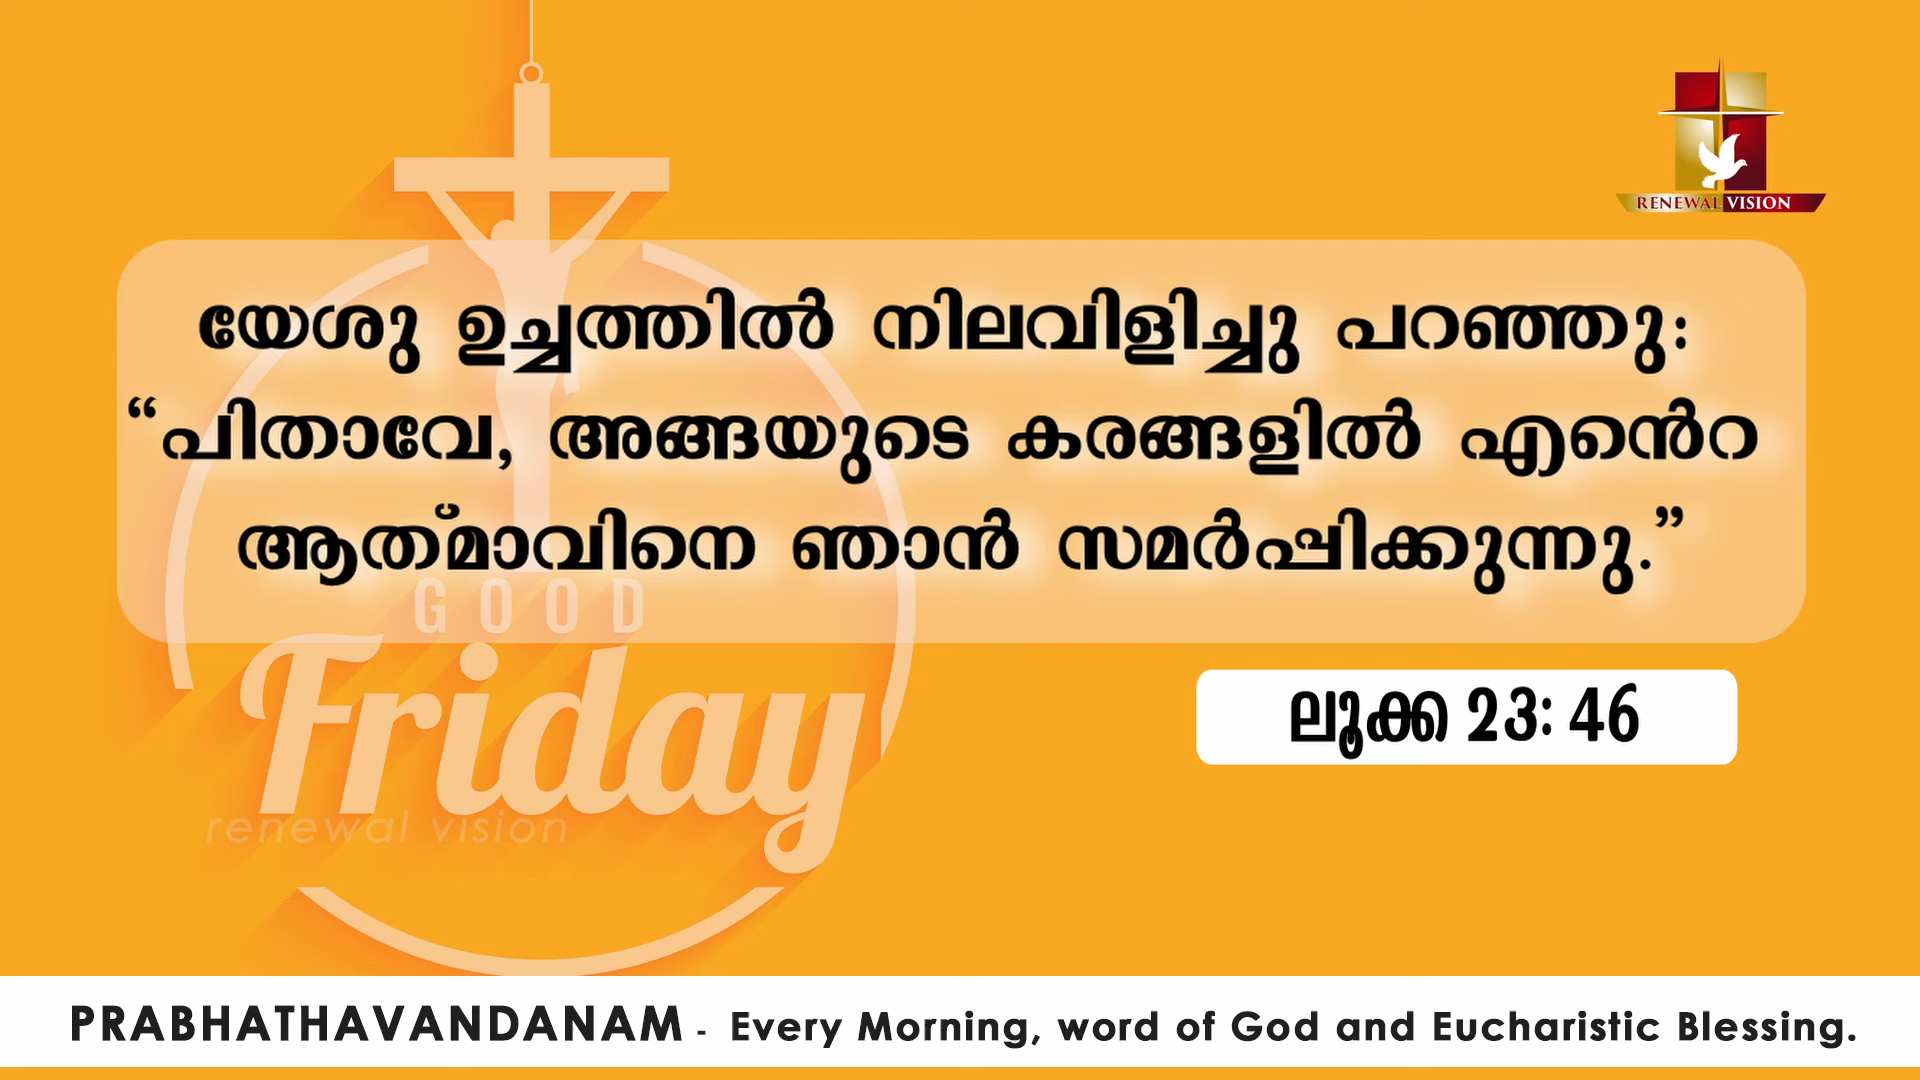 RENEWAL VISION
യേശു ഉച്ചത്തിൽ നിലവിളിച്ചു പറഞ്ഞു:
“പിതാവേ, അങ്ങയുടെ കരങ്ങളിൽ എൻെറ
ആത്‌മാവിനെ ഞാൻ സമർപ്പിക്കുന്നു.”
GOOD
Friday
renewal vision
ലൂക്ക 23: 46
PRABHATHAVANDANAM - Every Morning, word of God and Eucharistic Blessing.